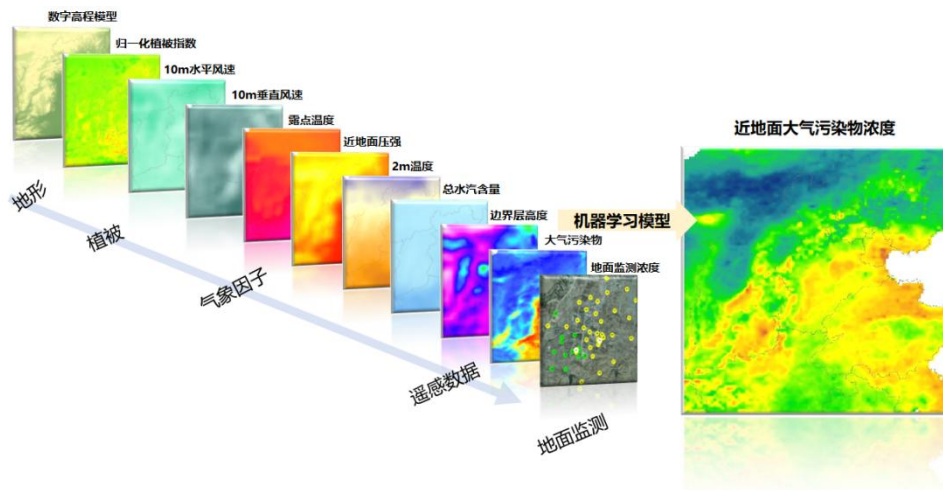 数字高程模型
归一化植被指数
10m水平风速
10m垂直风速
露点温度
近地面压强
2m温度
总水汽含量
边界层高度
大气污染物
地面监测浓度
地形
植被
气象因子
遥感数据
地面监测
机器学习模型
近地面大气污染物浓度